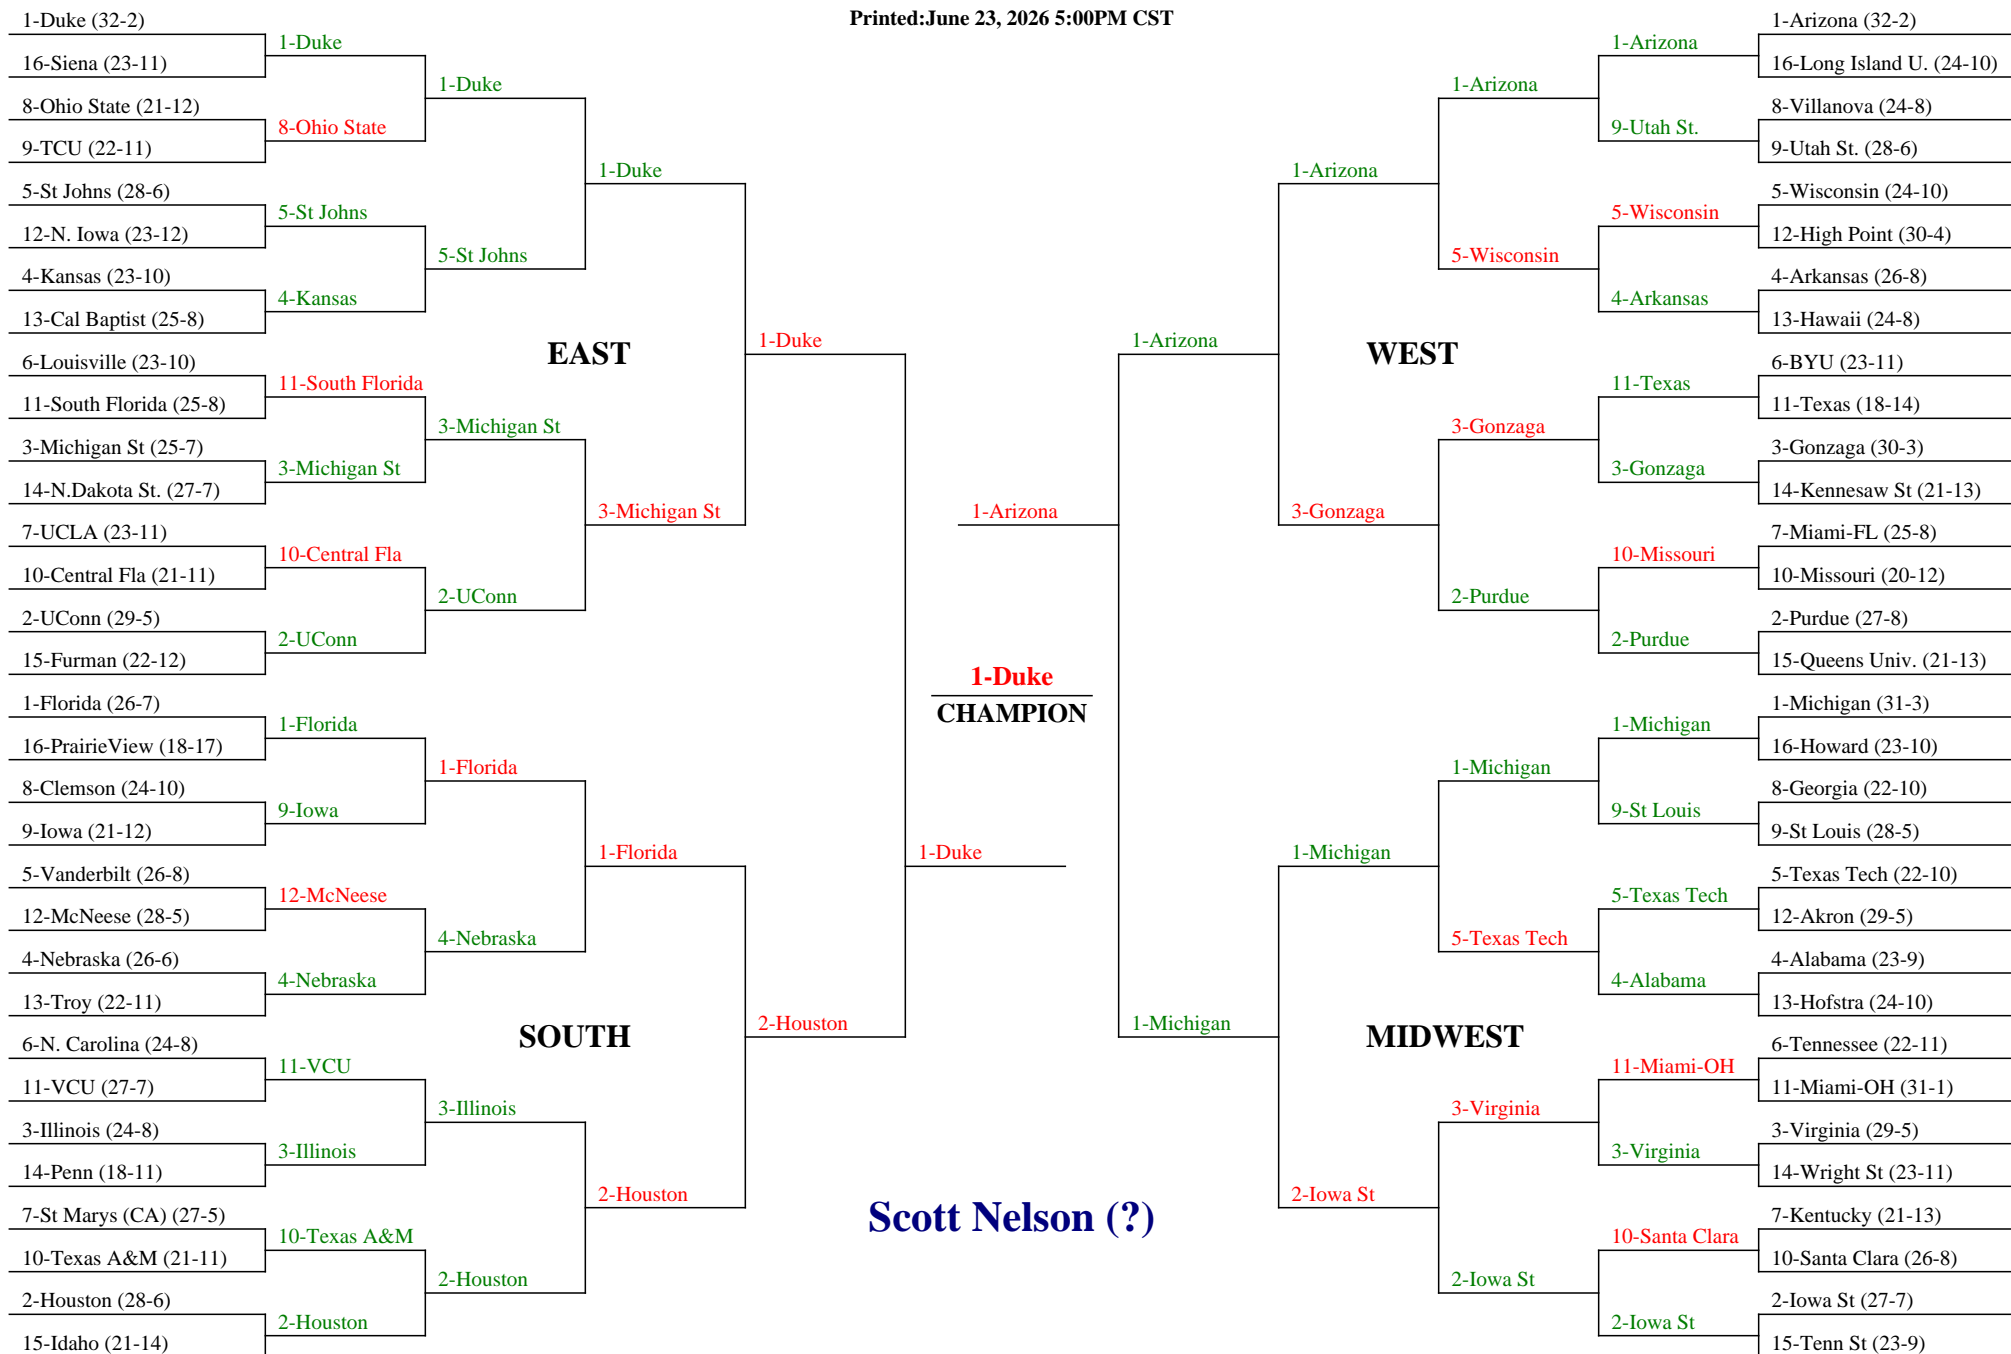 Printed:June 23, 2026 5:00PM CST
1-Duke (32-2)
16-Siena (23-11)
8-Ohio State (21-12)
9-TCU (22-11)
5-St Johns (28-6)
12-N. Iowa (23-12)
4-Kansas (23-10)
13-Cal Baptist (25-8)
6-Louisville (23-10)
11-South Florida (25-8)
3-Michigan St (25-7)
14-N.Dakota St. (27-7)
7-UCLA (23-11)
10-Central Fla (21-11)
2-UConn (29-5)
15-Furman (22-12)
1-Florida (26-7)
16-PrairieView (18-17)
8-Clemson (24-10)
9-Iowa (21-12)
5-Vanderbilt (26-8)
12-McNeese (28-5)
4-Nebraska (26-6)
13-Troy (22-11)
6-N. Carolina (24-8)
11-VCU (27-7)
3-Illinois (24-8)
14-Penn (18-11)
7-St Marys (CA) (27-5)
10-Texas A&M (21-11)
2-Houston (28-6)
15-Idaho (21-14)
1-Duke
8-Ohio State
5-St Johns
4-Kansas
11-South Florida
3-Michigan St
10-Central Fla
2-UConn
1-Florida
9-Iowa
12-McNeese
4-Nebraska
11-VCU
3-Illinois
10-Texas A&M
2-Houston
1-Duke
5-St Johns
3-Michigan St
2-UConn
1-Florida
4-Nebraska
3-Illinois
2-Houston
EAST
SOUTH
1-Duke
3-Michigan St
1-Florida
2-Houston
1-Duke
2-Houston
1-Arizona
1-Duke
CHAMPION
1-Duke
Scott Nelson (?)
1-Arizona
1-Michigan
1-Arizona
3-Gonzaga
1-Michigan
2-Iowa St
WEST
MIDWEST
1-Arizona
5-Wisconsin
3-Gonzaga
2-Purdue
1-Michigan
5-Texas Tech
3-Virginia
2-Iowa St
1-Arizona
9-Utah St.
5-Wisconsin
4-Arkansas
11-Texas
3-Gonzaga
10-Missouri
2-Purdue
1-Michigan
9-St Louis
5-Texas Tech
4-Alabama
11-Miami-OH
3-Virginia
10-Santa Clara
2-Iowa St
1-Arizona (32-2)
16-Long Island U. (24-10)
8-Villanova (24-8)
9-Utah St. (28-6)
5-Wisconsin (24-10)
12-High Point (30-4)
4-Arkansas (26-8)
13-Hawaii (24-8)
6-BYU (23-11)
11-Texas (18-14)
3-Gonzaga (30-3)
14-Kennesaw St (21-13)
7-Miami-FL (25-8)
10-Missouri (20-12)
2-Purdue (27-8)
15-Queens Univ. (21-13)
1-Michigan (31-3)
16-Howard (23-10)
8-Georgia (22-10)
9-St Louis (28-5)
5-Texas Tech (22-10)
12-Akron (29-5)
4-Alabama (23-9)
13-Hofstra (24-10)
6-Tennessee (22-11)
11-Miami-OH (31-1)
3-Virginia (29-5)
14-Wright St (23-11)
7-Kentucky (21-13)
10-Santa Clara (26-8)
2-Iowa St (27-7)
15-Tenn St (23-9)